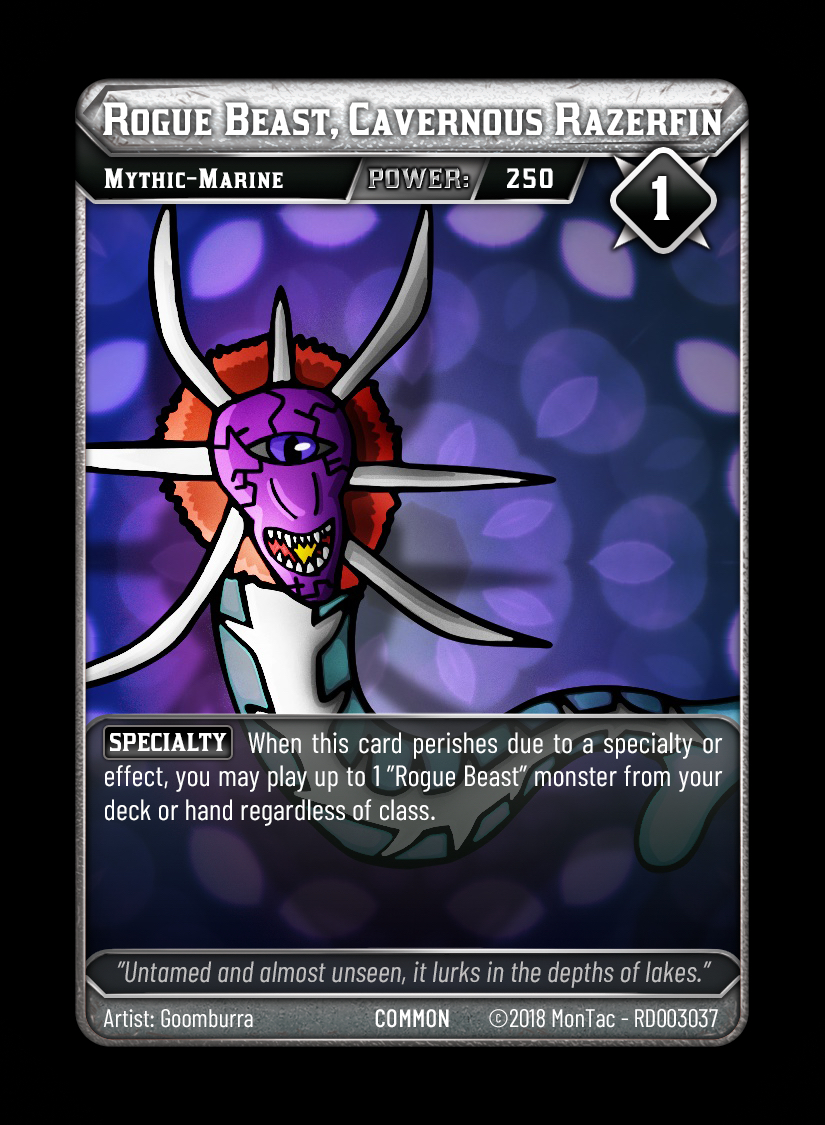 Rogue Beast, Cavernous Razerfin
Mythic-Marine POWER: 250
1
SPECIALTY When this card perishes due to a specialty or
effect, you may play up to 1 "Rogue Beast" monster from your
deck or hand regardless of class.
"Untamed and almost unseen, it lurks in the depths of lakes."
Artist: Goomburra COMMON ©2018 MonTac - RD003037